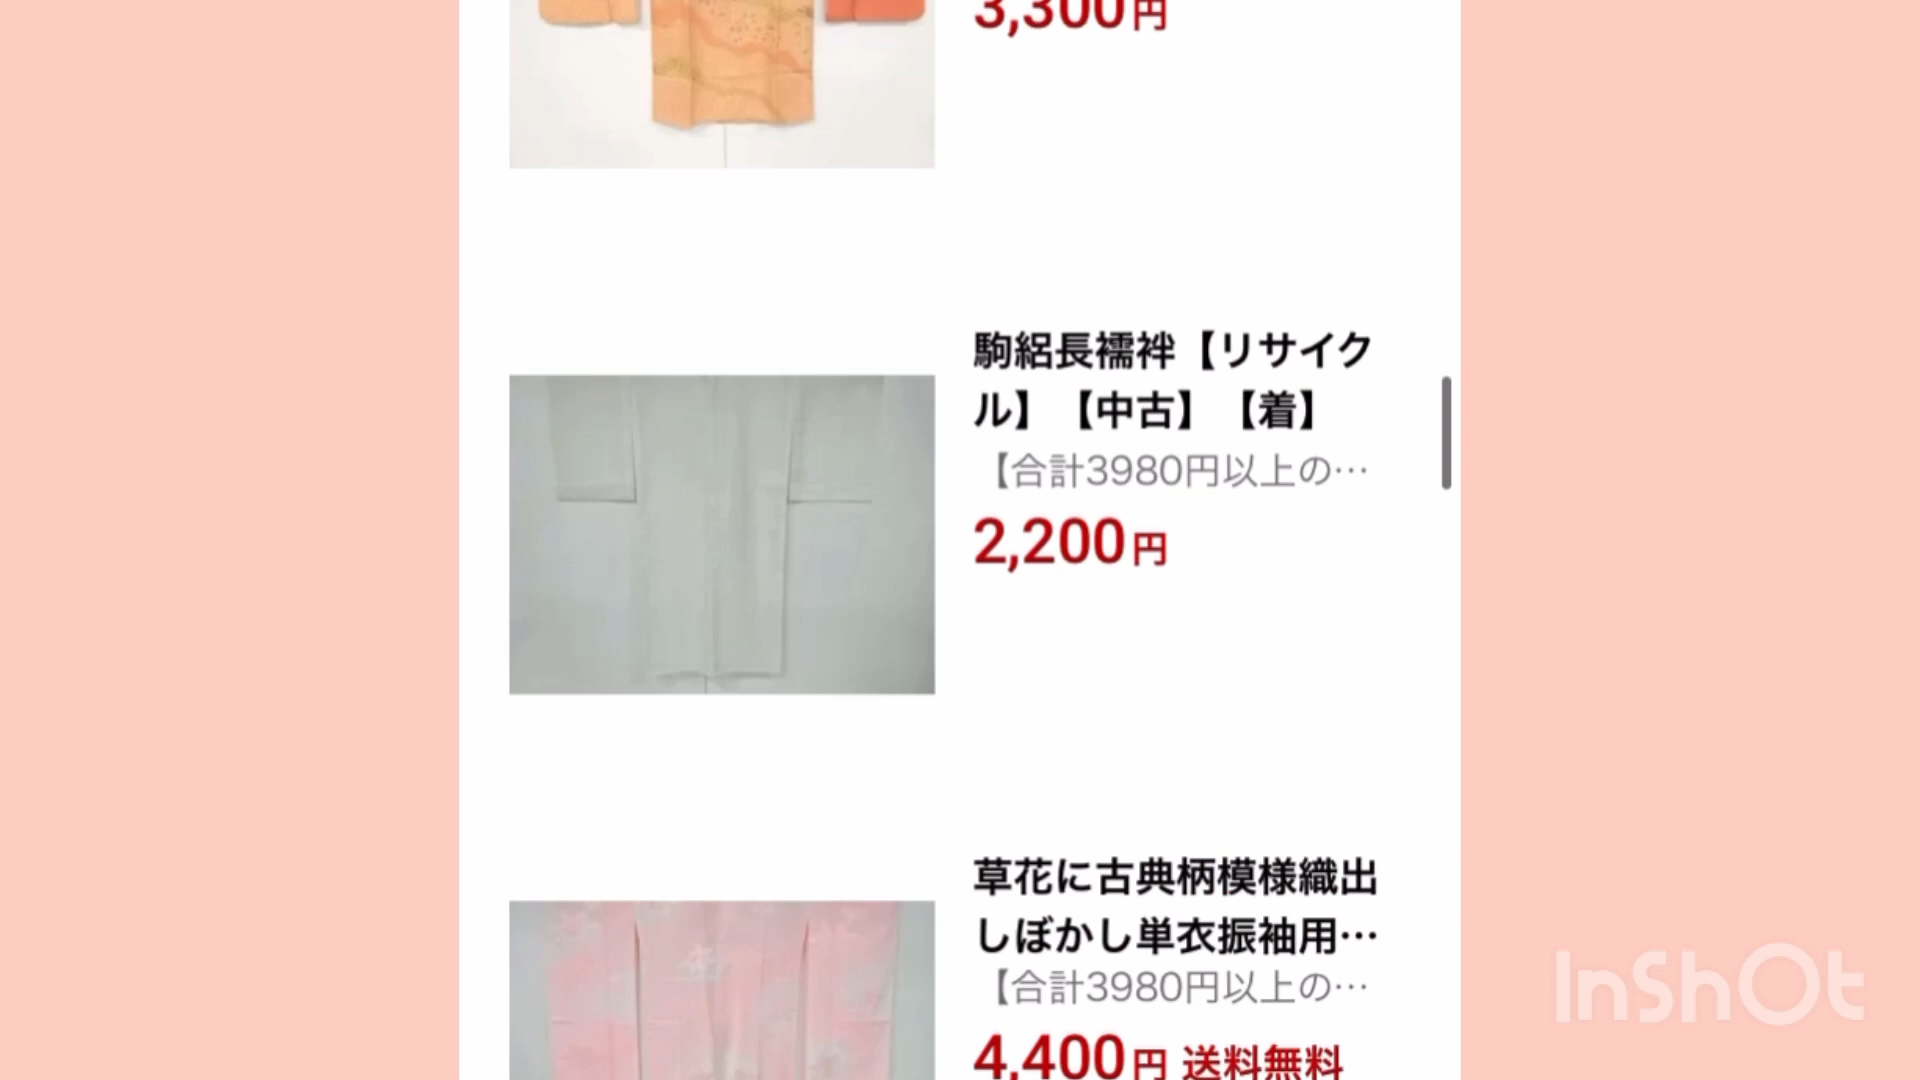 3,300円
駒絽長襦袢【リサイク
ル】【中古】【着】
【合計3980円以上の…
2,200円
草花に古典柄模様織出
しぼかし単衣振袖用…
【合計3980円以上の…
4,400円 送料無料
InShOt